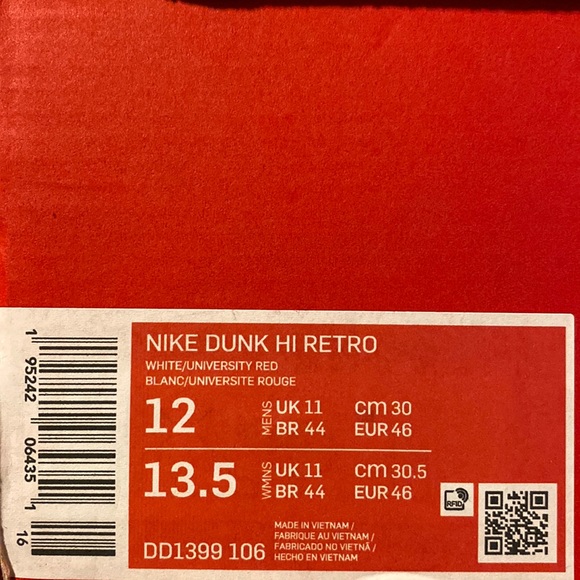 1 95242 06435 1 16
NIKE DUNK HI RETRO
WHITE/UNIVERSITY RED
BLANC/UNIVERSITE ROUGE
12 MENS UK 11 cm 30
BR 44 EUR 46
13.5 WMNS UK 11 cm 30.5
BR 44 EUR 46
RFID
MADE IN VIETNAM /
FABRIQUE AU VIETNAM /
FABRICADO NO VIETNÃ /
DD1399 106 HECHO EN VIETNAM